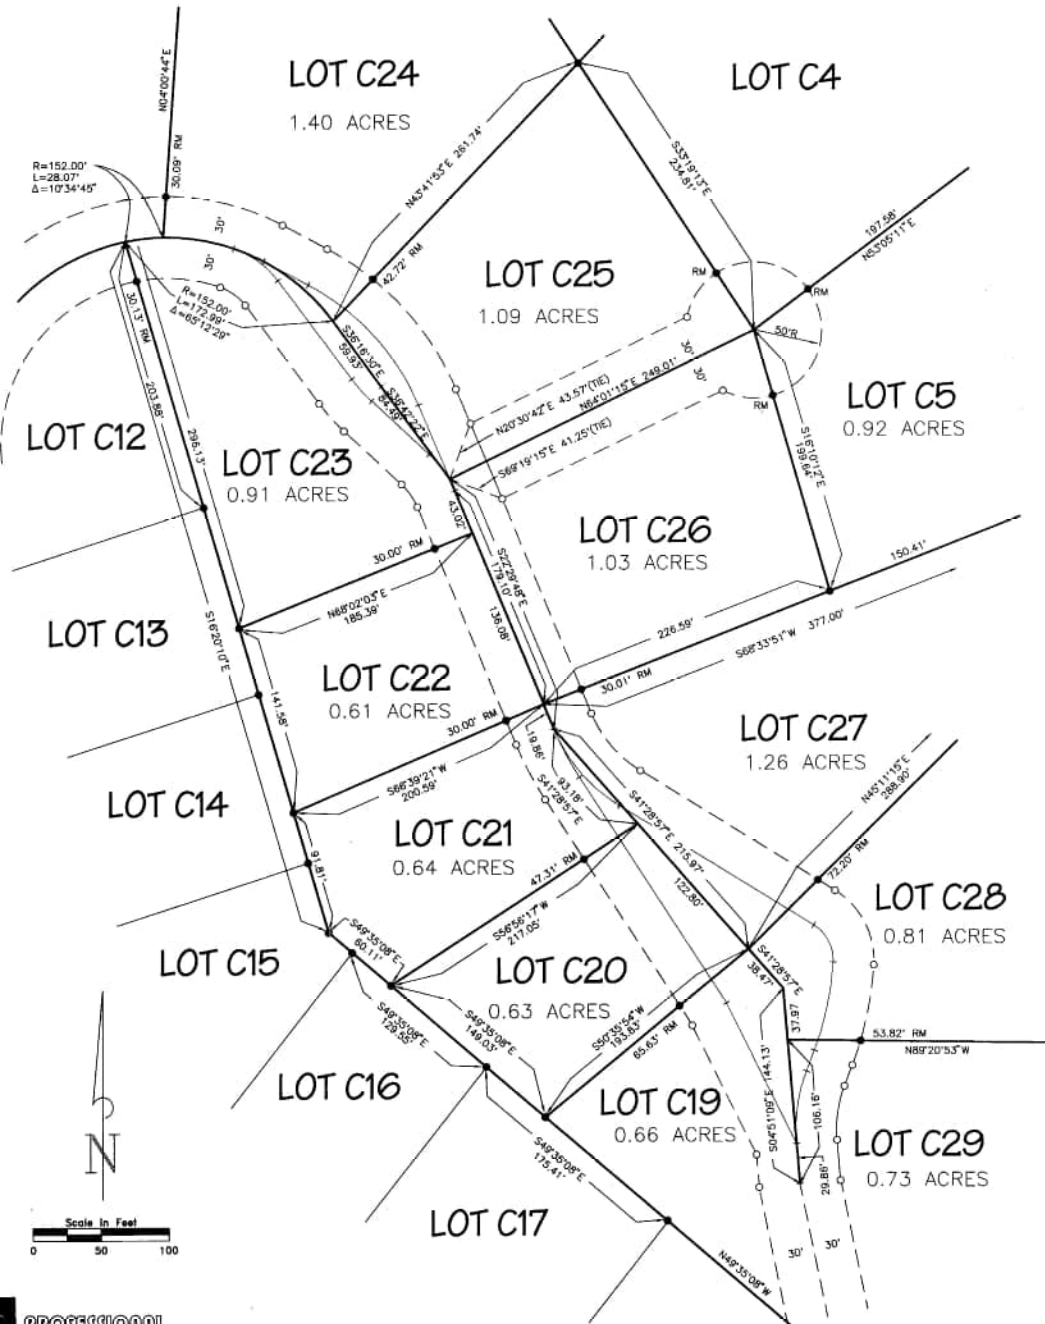 N04°00'44"E
30.09' RM
LOT C24
1.40 ACRES
LOT C4
R=152.00'
L=28.07'
Δ=10°34'45"
N43°41'53"E 261.74'
42.72' RM
S33°19'13"E
234.81'
197.58'
N53°05'11"E
30'
30'
LOT C25
1.09 ACRES
RM
RM
50'R
RM
R=152.00'
L=172.99'
Δ=65°12'29"
30.13' RM
203.88'
296.13'
S36°16'30"E
59.93'
S36°42'22"E
84.49'
30'
30'
N20°30'42"E 43.57'(TIE)
N64°01'15"E 249.01'
S69°19'15"E 41.25'(TIE)
LOT C5
0.92 ACRES
S16°10'12"E
199.64'
LOT C12
LOT C23
0.91 ACRES
43.02'
30.00' RM
N68°02'03"E
185.39'
S22°29'48"E
179.10'
136.08'
LOT C26
1.03 ACRES
150.41'
226.59'
S68°33'51"W 377.00'
30.01' RM
LOT C13
S16°20'10"E
141.58'
LOT C22
0.61 ACRES
30.00' RM
S66°39'21"W
200.59'
19.86'
93.18'
S41°28'57"E
LOT C27
1.26 ACRES
N45°11'15"E
288.90'
72.20' RM
LOT C14
91.81'
LOT C21
0.64 ACRES
S41°28'57"E 215.97'
122.80'
47.31' RM
S56°56'17"W
217.05'
LOT C28
0.81 ACRES
LOT C15
S49°35'08"E
60.11'
LOT C20
0.63 ACRES
S41°28'57"E
38.47'
S49°35'08"E
129.55'
S49°35'08"E
149.03'
S50°35'54"W
193.83'
65.63' RM
37.97
53.82' RM
N89°20'53"W
S04°51'09"E 144.13'
106.16'
29.86'
LOT C16
LOT C19
0.66 ACRES
S49°35'08"E
175.41'
LOT C29
0.73 ACRES
N
LOT C17
N49°35'08"W
30'
30'
Scale In Feet
0 50 100
PROFESSIONAL